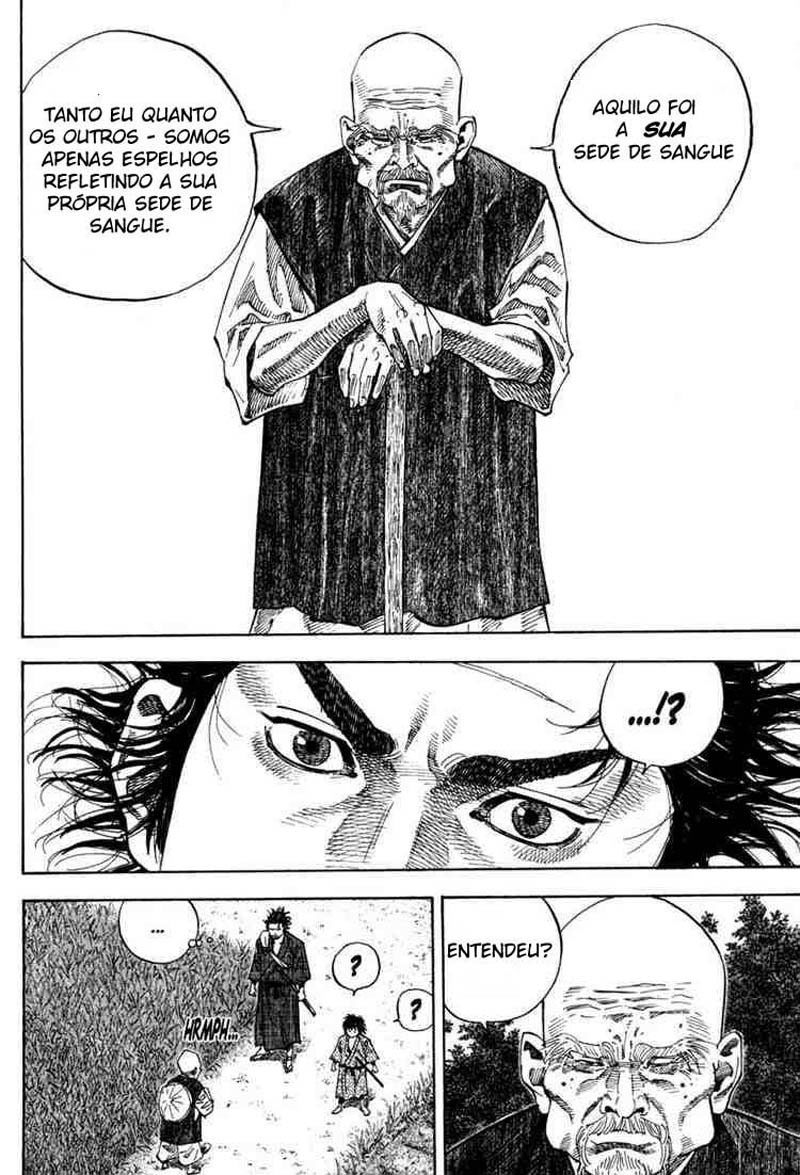 AQUILO FOI
A SUA
SEDE DE SANGUE
TANTO EU QUANTO
OS OUTROS - SOMOS
APENAS ESPELHOS
REFLETINDO A SUA
PRÓPRIA SEDE DE
SANGUE.
....!?
ENTENDEU?
?
?
...
HRMPH...